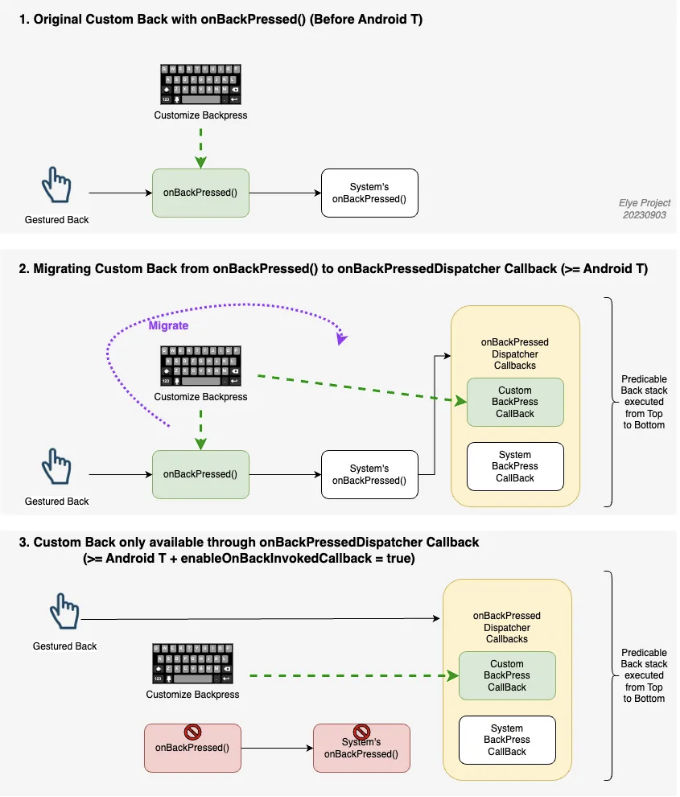 1. Original Custom Back with onBackPressed() (Before Android T)
Customize Backpress
Gestured Back
onBackPressed()
System's
onBackPressed()
Elye Project
20230903
2. Migrating Custom Back from onBackPressed() to onBackPressedDispatcher Callback (>= Android T)
Migrate
Customize Backpress
Gestured Back
onBackPressed()
System's
onBackPressed()
onBackPressed
Dispatcher
Callbacks
Custom
BackPress
CallBack
System
BackPress
CallBack
Predicable
Back stack
executed
from Top
to Bottom
3. Custom Back only available through onBackPressedDispatcher Callback
(>= Android T + enableOnBackInvokedCallback = true)
Gestured Back
Customize Backpress
onBackPressed()
System's
onBackPressed()
onBackPressed
Dispatcher
Callbacks
Custom
BackPress
CallBack
System
BackPress
CallBack
Predicable
Back stack
executed
from Top
to Bottom